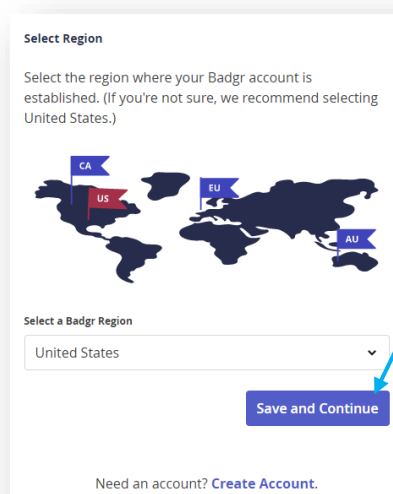 Select Region
Select the region where your Badgr account is
established. (If you're not sure, we recommend selecting
United States.)
CA
US
EU
AU
Select a Badgr Region
United States
Save and Continue
Need an account? Create Account.